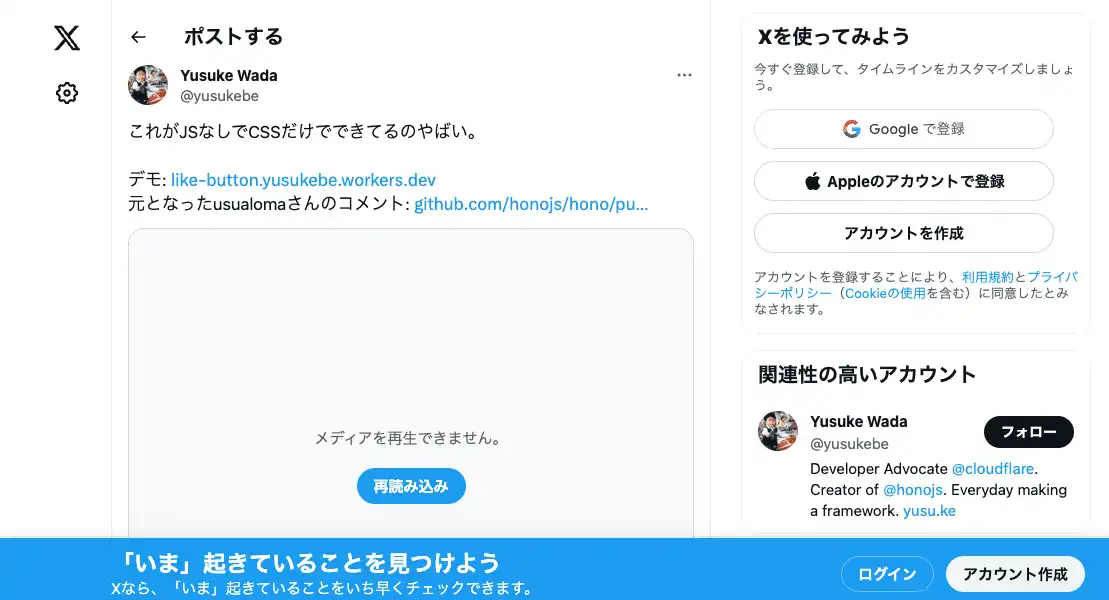 ポストする
Yusuke Wada
@yusukebe
これがJSなしでCSSだけでできてるのやばい。
デモ: like-button.yusukebe.workers.dev
元となったusualomaさんのコメント: github.com/honojs/hono/pu…
メディアを再生できません。
再読み込み
Xを使ってみよう
今すぐ登録して、タイムラインをカスタマイズしましょ
う。
Google で登録
Appleのアカウントで登録
アカウントを作成
アカウントを登録することにより、利用規約とプライバ
シーポリシー（Cookieの使用を含む）に同意したとみ
なされます。
関連性の高いアカウント
Yusuke Wada
@yusukebe
フォロー
Developer Advocate @cloudflare.
Creator of @honojs. Everyday making
a framework. yusu.ke
「いま」起きていることを見つけよう
Xなら、「いま」起きていることをいち早くチェックできます。
ログイン
アカウント作成